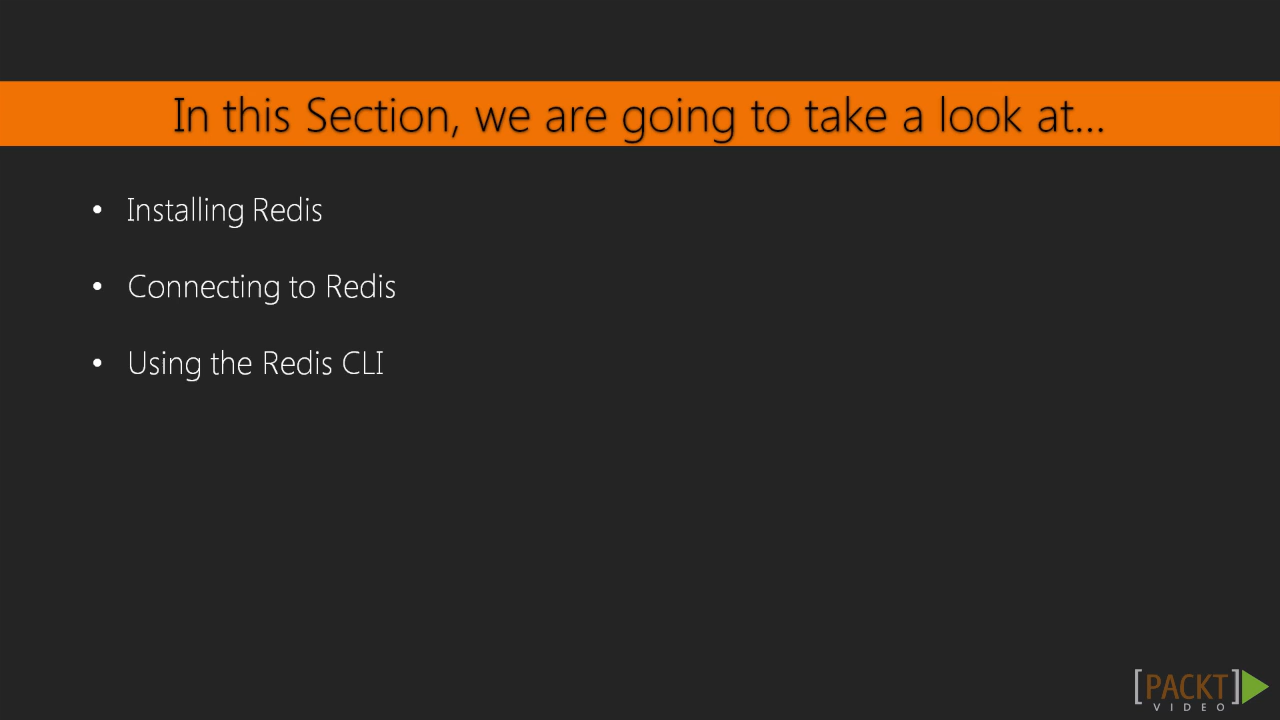 In this Section, we are going to take a look at...
• Installing Redis
• Connecting to Redis
• Using the Redis CLI
[PACKT]
VIDEO